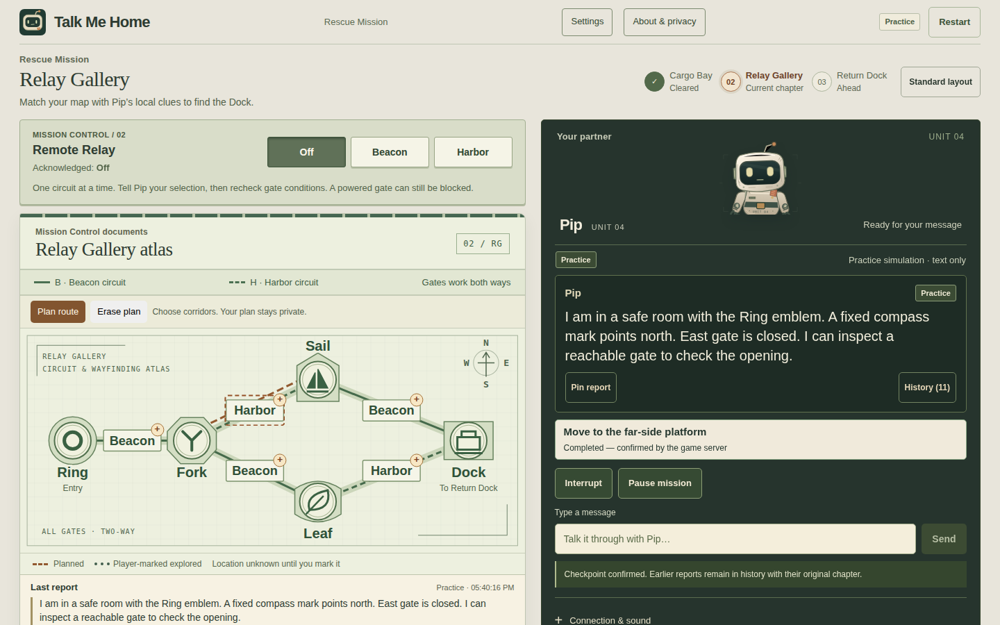 Talk Me Home
Rescue Mission
Settings
About & privacy
Practice
Restart
Rescue Mission
Relay Gallery
Match your map with Pip’s local clues to find the Dock.
✓
Cargo Bay
Cleared
02
Relay Gallery
Current chapter
03
Return Dock
Ahead
Standard layout
MISSION CONTROL / 02
Remote Relay
Acknowledged: Off
Off
Beacon
Harbor
One circuit at a time. Tell Pip your selection, then recheck gate conditions. A powered gate can still be blocked.
Mission Control documents
Relay Gallery atlas
02 / RG
B · Beacon circuit
H · Harbor circuit
Gates work both ways
Plan route
Erase plan
Choose corridors. Your plan stays private.
RELAY GALLERY
CIRCUIT & WAYFINDING ATLAS
Sail
N
W
E
S
Harbor
+
Beacon
+
Beacon
+
Ring
Entry
Fork
Beacon
+
Harbor
+
Dock
To Return Dock
Leaf
ALL GATES · TWO-WAY
Planned
Player-marked explored
Location unknown until you mark it
Last report
Practice · 05:40:16 PM
I am in a safe room with the Ring emblem. A fixed compass mark points north. East gate is closed. I can
inspect a reachable gate to check the opening.
Your partner
UNIT 04
UNIT 04
Pip
UNIT 04
Ready for your message
Practice
Practice simulation · text only
Pip
Practice
I am in a safe room with the Ring emblem. A fixed compass
mark points north. East gate is closed. I can inspect a
reachable gate to check the opening.
Pin report
History (11)
Move to the far-side platform
Completed — confirmed by the game server
Interrupt
Pause mission
Type a message
Talk it through with Pip…
Send
Checkpoint confirmed. Earlier reports remain in history with their original chapter.
+
Connection & sound